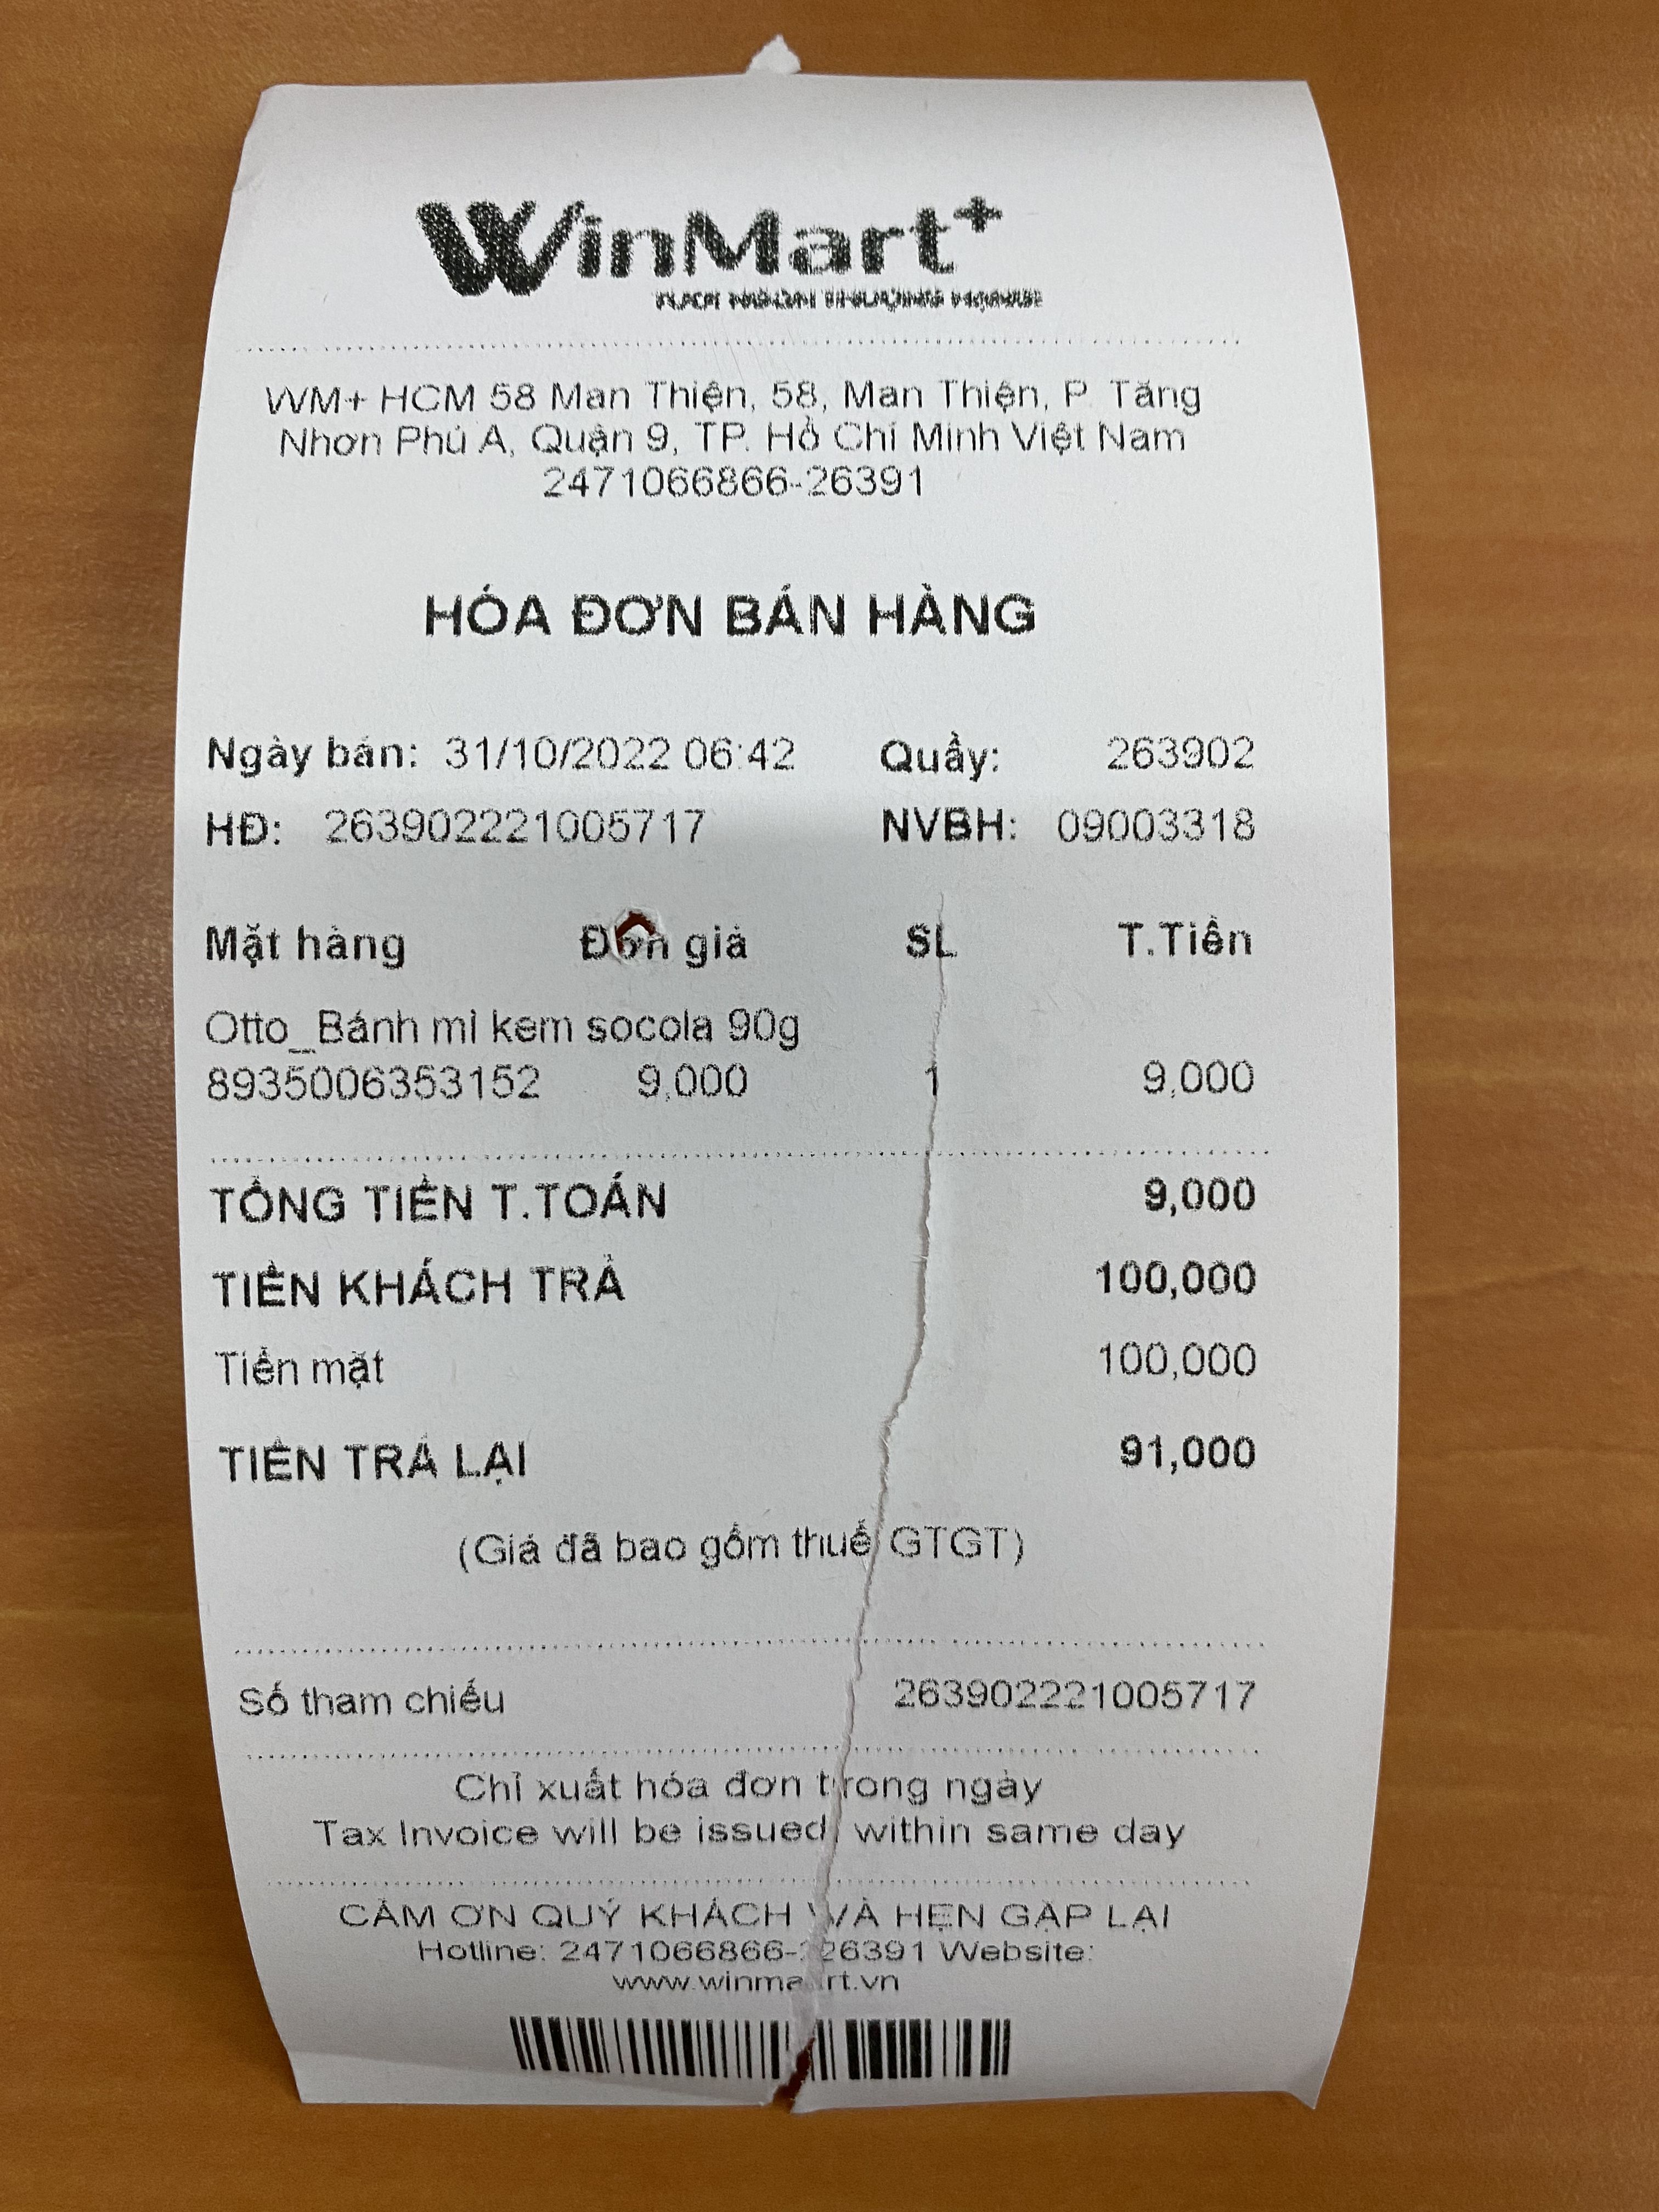 WinMart+
WM+ HCM 58 Man Thiện, 58, Man Thiện, P. Tăng
Nhơn Phú A, Quận 9, TP. Hồ Chí Minh Việt Nam
2471066866-26391
HÓA ĐƠN BÁN HÀNG
Ngày bán: 31/10/2022 06:42 Quầy: 263902
HĐ: 263902221005717 NVBH: 09003318
Mặt hàng Đơn giá SL T.Tiền
Otto_Bánh mì kem socola 90g
8935006353152 9,000 1 9,000
TỔNG TIỀN T.TOÁN 9,000
TIỀN KHÁCH TRẢ 100,000
Tiền mặt 100,000
TIỀN TRẢ LẠI 91,000
(Giá đã bao gồm thuế GTGT)
Số tham chiếu 263902221005717
Chỉ xuất hóa đơn trong ngày
Tax Invoice will be issued within same day
CẢM ƠN QUÝ KHÁCH VÀ HẸN GẶP LẠI
Hotline: 2471066866-26391 Website:
www.winmart.vn